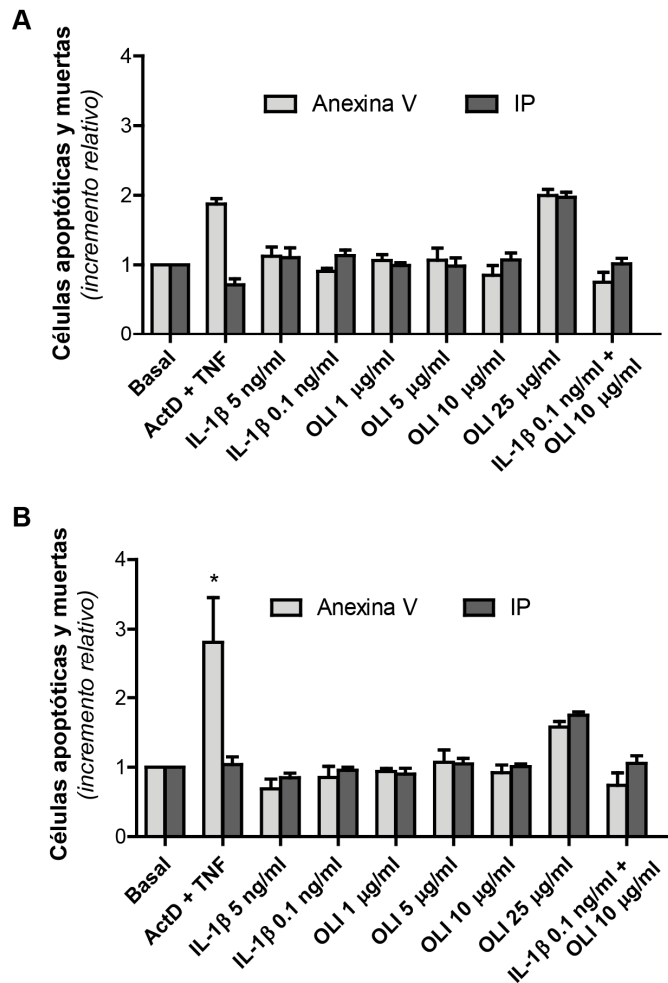 A
Células apoptóticas y muertas
(incremento relativo)
4
3
2
1
0
Anexina V
IP
Basal
ActD + TNF
IL-1β 5 ng/ml
IL-1β 0.1 ng/ml
OLI 1 µg/ml
OLI 5 µg/ml
OLI 10 µg/ml
OLI 25 µg/ml
IL-1β 0.1 ng/ml +
OLI 10 µg/ml
B
Células apoptóticas y muertas
(incremento relativo)
4
3
2
1
0
*
Anexina V
IP
Basal
ActD + TNF
IL-1β 5 ng/ml
IL-1β 0.1 ng/ml
OLI 1 µg/ml
OLI 5 µg/ml
OLI 10 µg/ml
OLI 25 µg/ml
IL-1β 0.1 ng/ml +
OLI 10 µg/ml